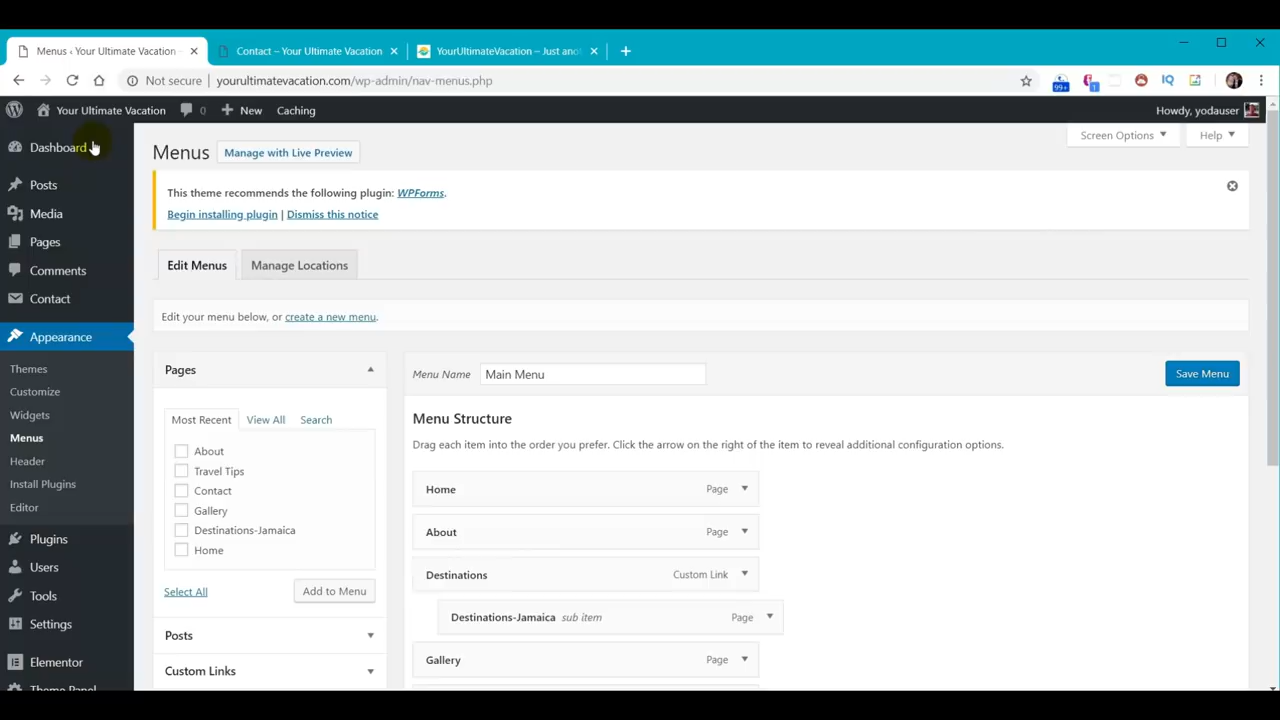 Menus ‹ Your Ultimate Vacation
Contact – Your Ultimate Vacation
YourUltimateVacation – Just anot
Not secure | yourultimatevacation.com/wp-admin/nav-menus.php
99+
1
IQ
Your Ultimate Vacation
0
New
Caching
Howdy, yodauser
Dashboard
Posts
Media
Pages
Comments
Contact
Appearance
Themes
Customize
Widgets
Menus
Header
Install Plugins
Editor
Plugins
Users
Tools
Settings
Elementor
Theme Panel
Screen Options
Help
Menus
Manage with Live Preview
This theme recommends the following plugin: WPForms.
Begin installing plugin | Dismiss this notice
Edit Menus
Manage Locations
Edit your menu below, or create a new menu.
Pages
Most Recent
View All
Search
About
Travel Tips
Contact
Gallery
Destinations-Jamaica
Home
Select All
Add to Menu
Posts
Custom Links
Menu Name
Main Menu
Save Menu
Menu Structure
Drag each item into the order you prefer. Click the arrow on the right of the item to reveal additional configuration options.
Home Page
About Page
Destinations Custom Link
Destinations-Jamaica sub item Page
Gallery Page